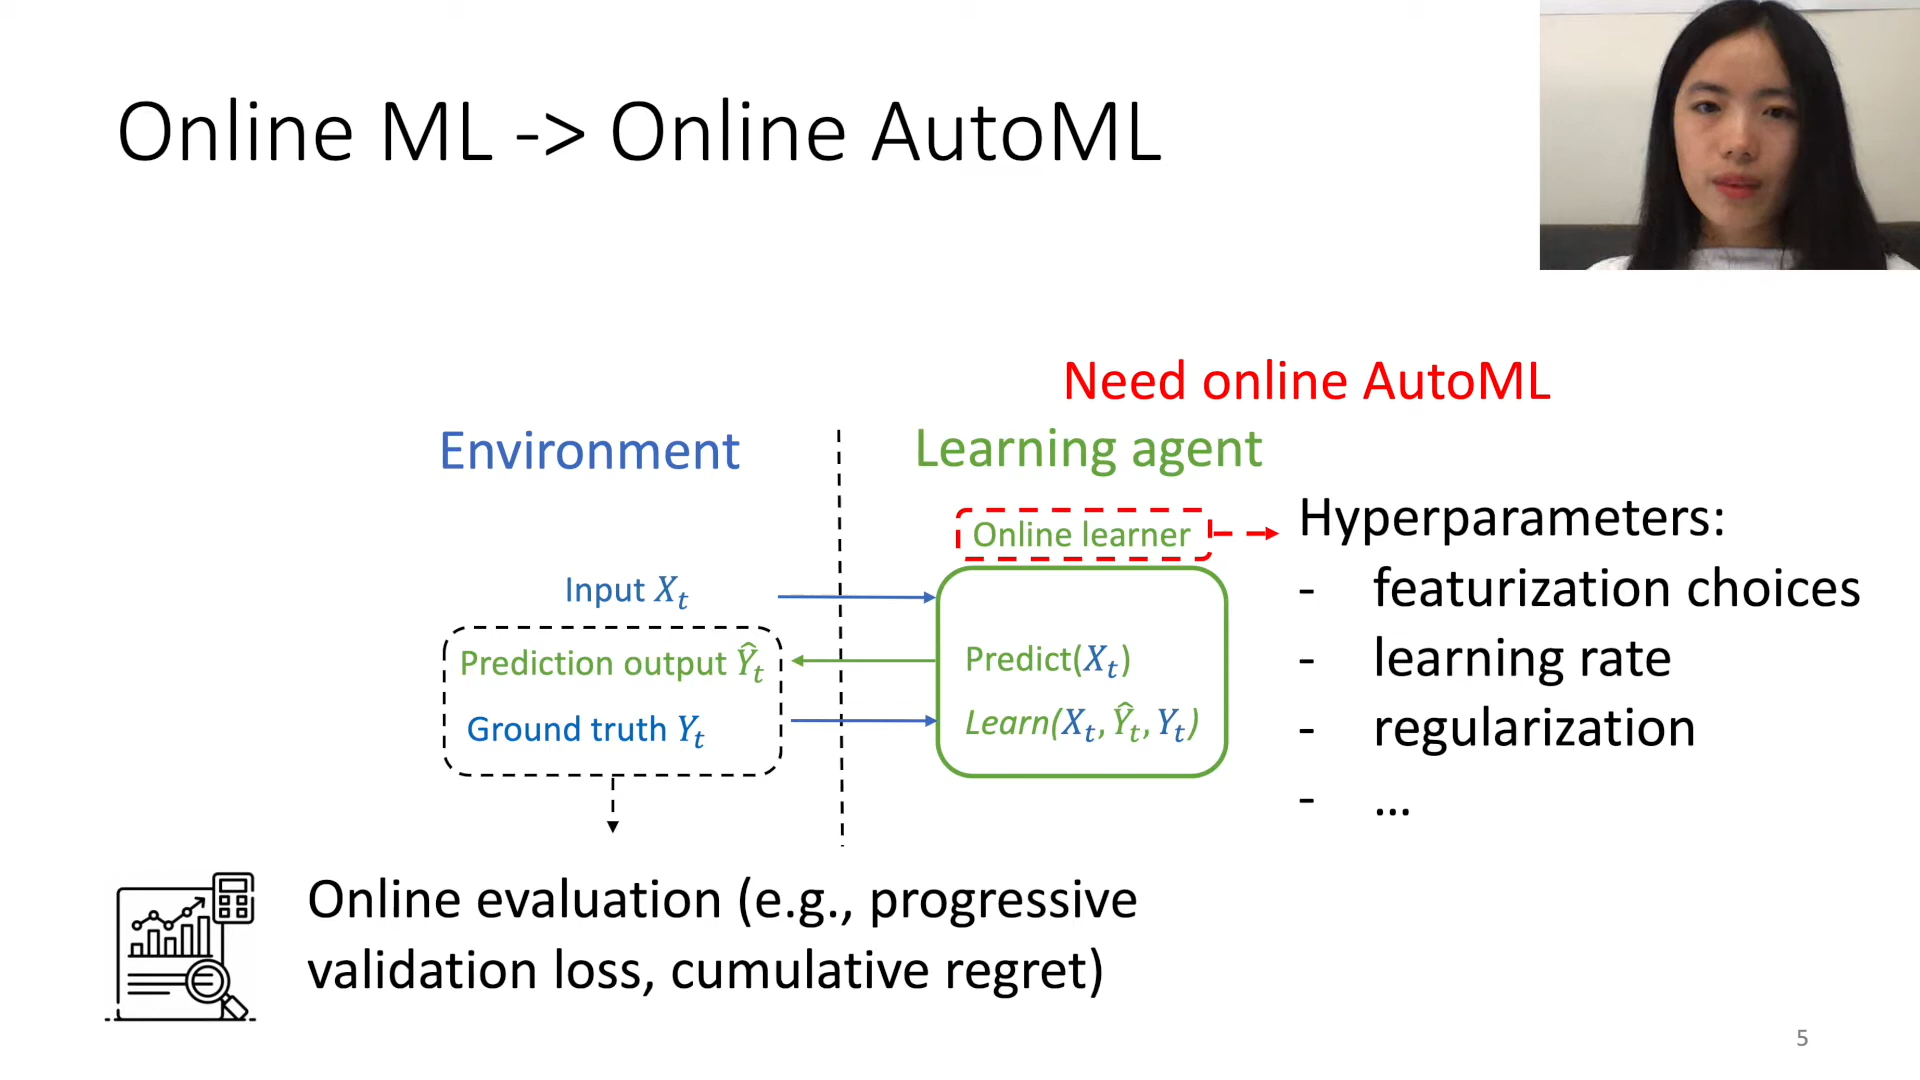 Online ML -> Online AutoML
Need online AutoML
Environment
Learning agent
Online learner
Hyperparameters:
- featurization choices
- learning rate
- regularization
- ...
Input Xₜ
Prediction output Ŷₜ
Ground truth Yₜ
Predict(Xₜ)
Learn(Xₜ, Ŷₜ, Yₜ)
Online evaluation (e.g., progressive
validation loss, cumulative regret)
5